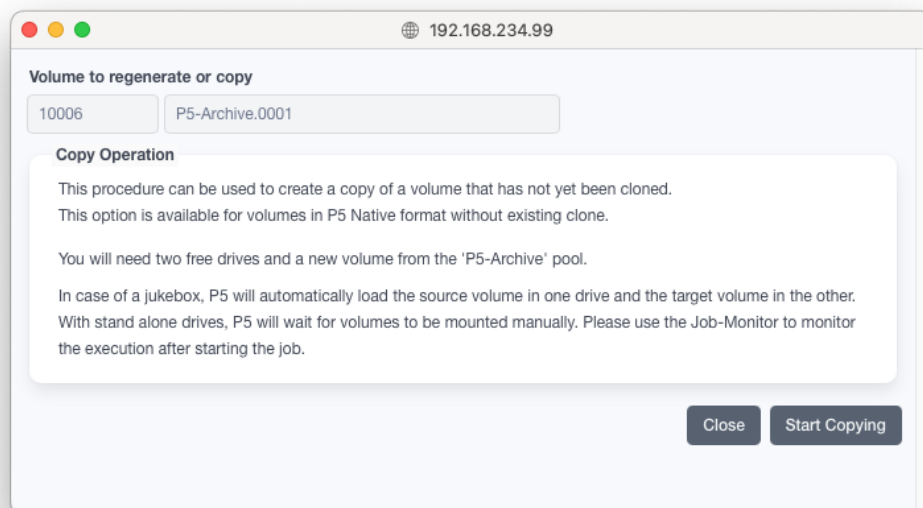 192.168.234.99
Volume to regenerate or copy
10006
P5-Archive.0001
Copy Operation
This procedure can be used to create a copy of a volume that has not yet been cloned.
This option is available for volumes in P5 Native format without existing clone.
You will need two free drives and a new volume from the 'P5-Archive' pool.
In case of a jukebox, P5 will automatically load the source volume in one drive and the target volume in the other.
With stand alone drives, P5 will wait for volumes to be mounted manually. Please use the Job-Monitor to monitor
the execution after starting the job.
Close
Start Copying